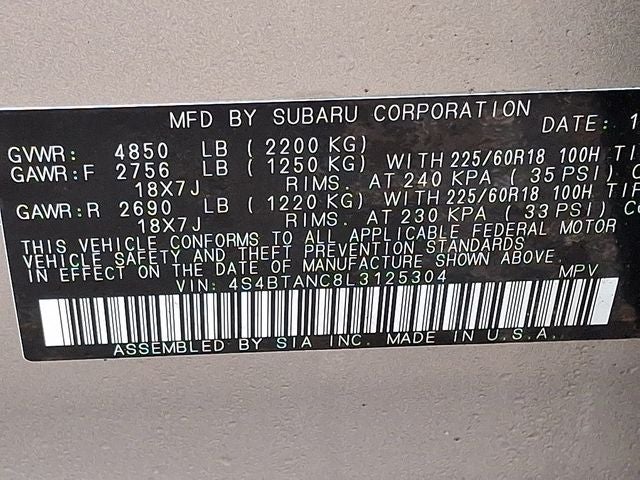 MFD BY SUBARU CORPORATION DATE: 1
GVWR: 4850 LB ( 2200 KG)
GAWR:F 2756 LB ( 1250 KG) WITH 225/60R18 100H TI
18X7J RIMS. AT 240 KPA ( 35 PSI) C
GAWR:R 2690 LB ( 1220 KG) WITH 225/60R18 100H TI
18X7J RIMS. AT 230 KPA ( 33 PSI) C
THIS VEHICLE CONFORMS TO ALL APPLICABLE FEDERAL MOTOR
VEHICLE SAFETY AND THEFT PREVENTION STANDARDS
IN EFFECT ON THE DATE OF MANUFACTURE SHOWN ABOVE.
VIN: 4S4BTANC8L3125304 MPV
ASSEMBLED BY SIA INC. MADE IN U.S.A.